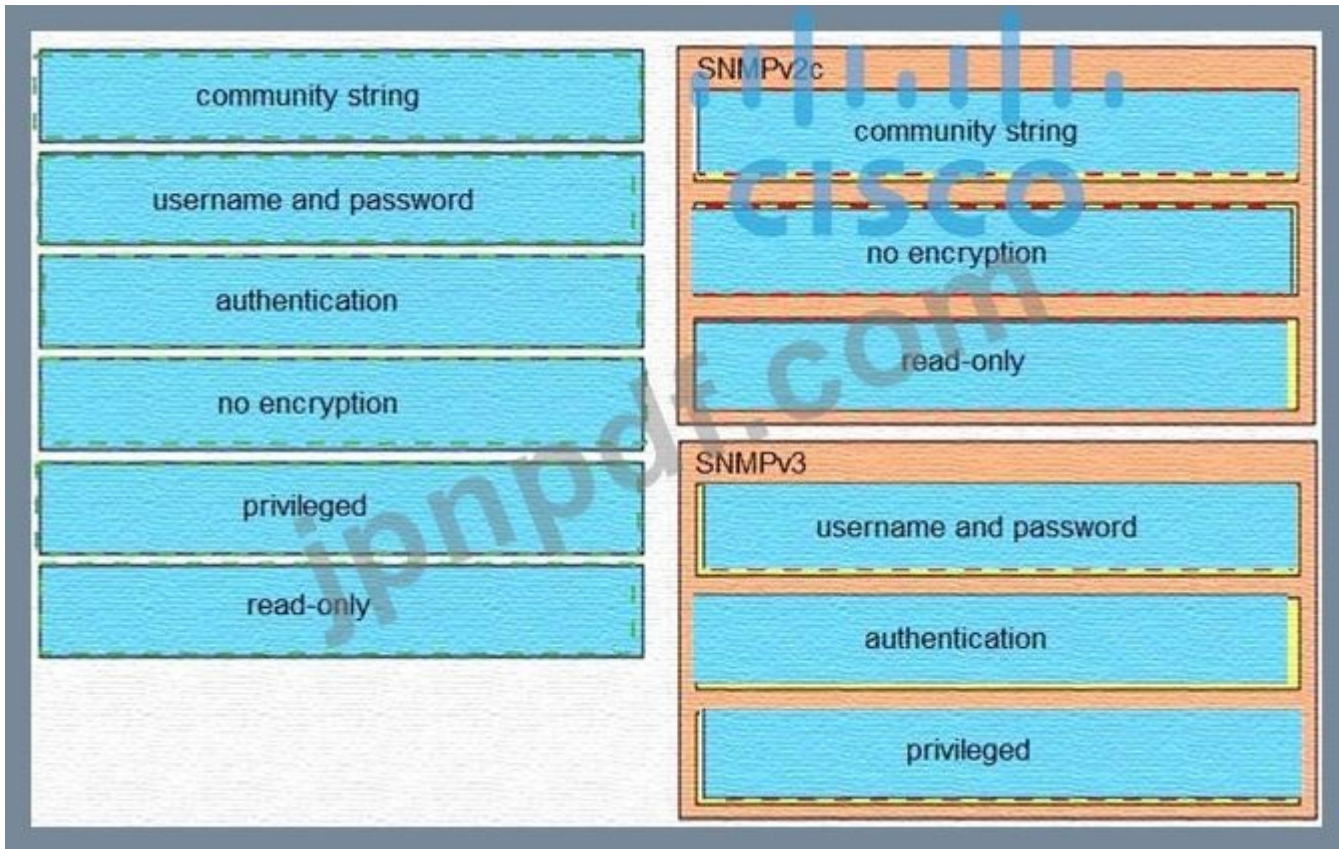 community string
username and password
authentication
no encryption
privileged
read-only
SNMPv2c
community string
no encryption
read-only
SNMPv3
username and password
authentication
privileged
CISCO
jpnpdf.com